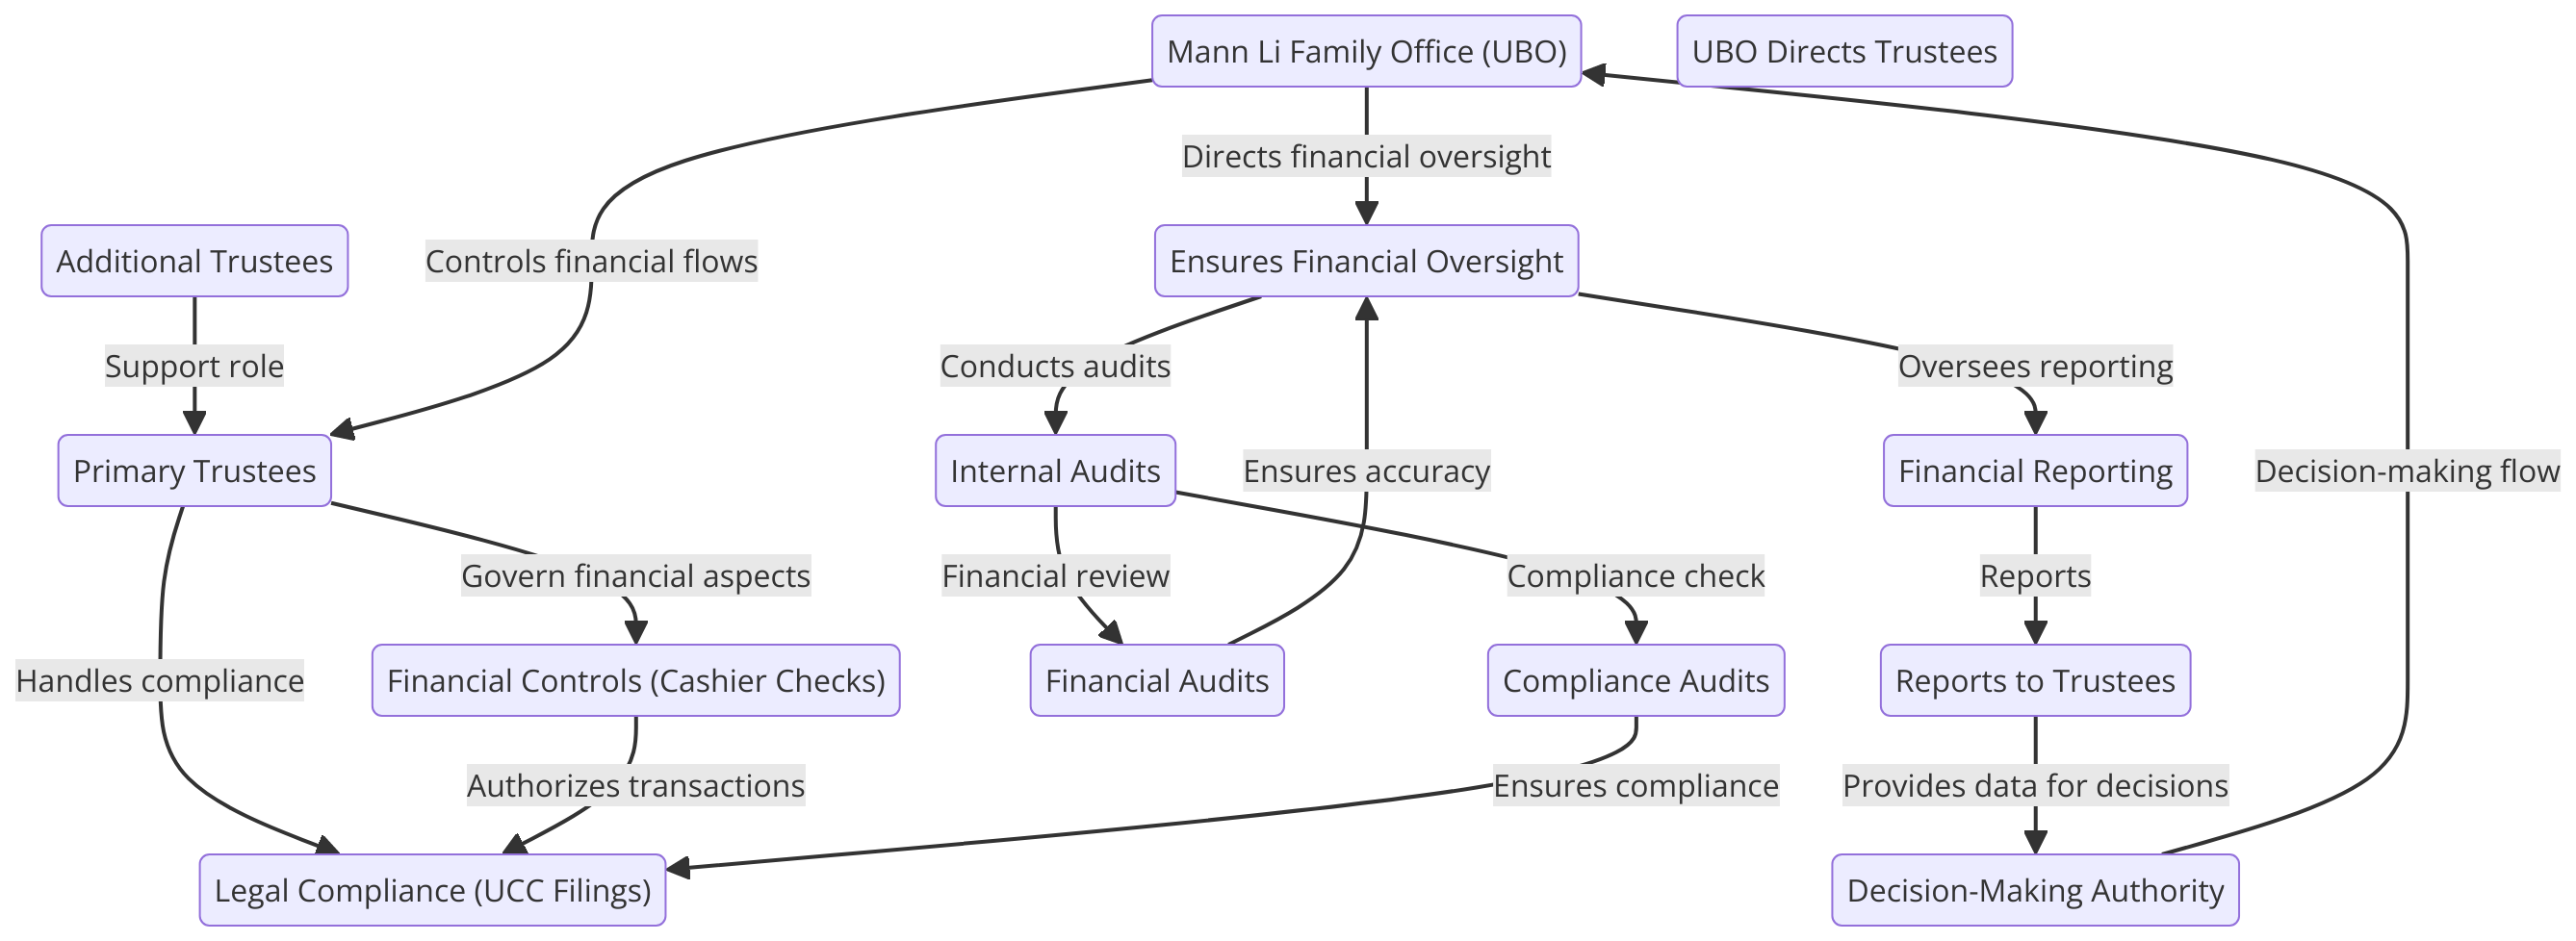 Mann Li Family Office (UBO)
UBO Directs Trustees
Directs financial oversight
Additional Trustees
Controls financial flows
Ensures Financial Oversight
Support role
Conducts audits
Oversees reporting
Primary Trustees
Internal Audits
Ensures accuracy
Financial Reporting
Decision-making flow
Govern financial aspects
Financial review
Compliance check
Reports
Handles compliance
Financial Controls (Cashier Checks)
Financial Audits
Compliance Audits
Reports to Trustees
Authorizes transactions
Ensures compliance
Provides data for decisions
Legal Compliance (UCC Filings)
Decision-Making Authority